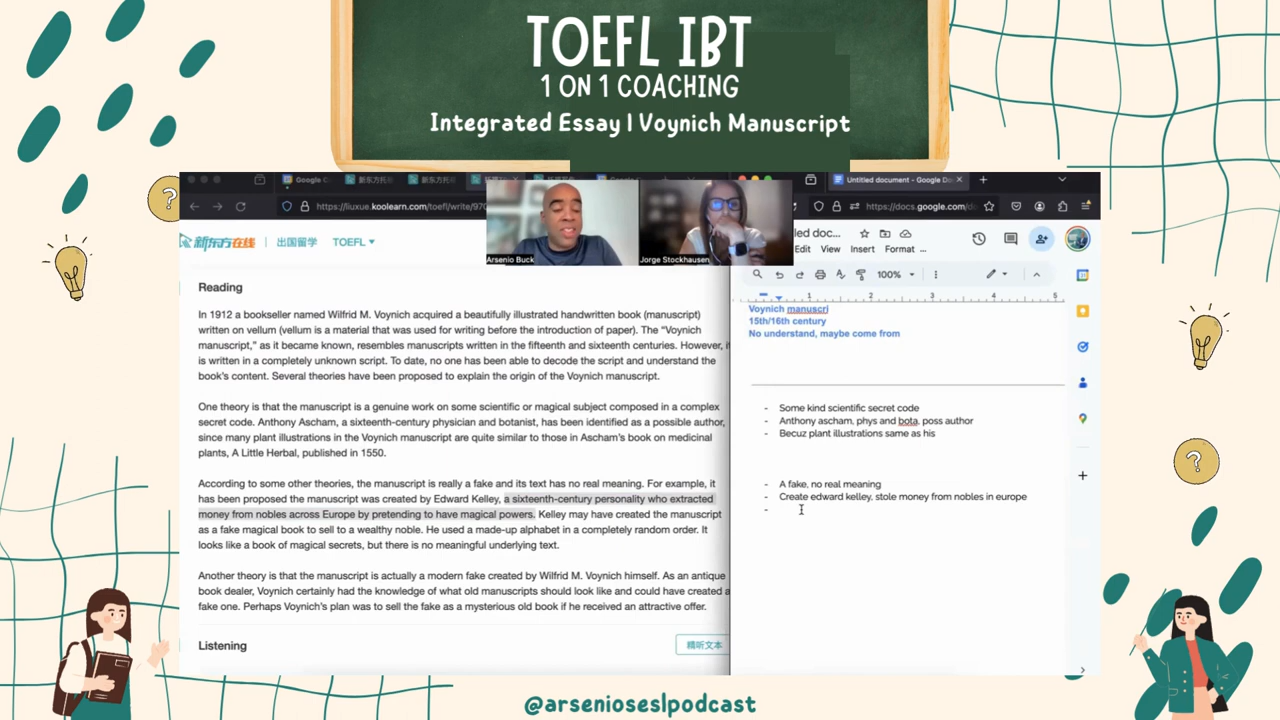 TOEFL IBT
1 ON 1 COACHING
Integrated Essay | Voynich Manuscript
Google C
新东方托
新东方托
Untitled document - Google Do
https://liuxue.koolearn.com/toefl/write/970
https://docs.google.com/do
Arsenio Buck
Jorge Stockhausen
新东方在线
出国留学
TOEFL
led doc...
Edit View Insert Format ...
100%
1 2 3 4 5
Reading
In 1912 a bookseller named Wilfrid M. Voynich acquired a beautifully illustrated handwritten book (manuscript)
written on vellum (vellum is a material that was used for writing before the introduction of paper). The “Voynich
manuscript,” as it became known, resembles manuscripts written in the fifteenth and sixteenth centuries. However, i
is written in a completely unknown script. To date, no one has been able to decode the script and understand the
book’s content. Several theories have been proposed to explain the origin of the Voynich manuscript.
One theory is that the manuscript is a genuine work on some scientific or magical subject composed in a complex
secret code. Anthony Ascham, a sixteenth-century physician and botanist, has been identified as a possible author,
since many plant illustrations in the Voynich manuscript are quite similar to those in Ascham’s book on medicinal
plants, A Little Herbal, published in 1550.
According to some other theories, the manuscript is really a fake and its text has no real meaning. For example, it
has been proposed the manuscript was created by Edward Kelley, a sixteenth-century personality who extracted
money from nobles across Europe by pretending to have magical powers. Kelley may have created the manuscript
as a fake magical book to sell to a wealthy noble. He used a made-up alphabet in a completely random order. It
looks like a book of magical secrets, but there is no meaningful underlying text.
Another theory is that the manuscript is actually a modern fake created by Wilfrid M. Voynich himself. As an antique
book dealer, Voynich certainly had the knowledge of what old manuscripts should look like and could have created a
fake one. Perhaps Voynich’s plan was to sell the fake as a mysterious old book if he received an attractive offer.
Listening
精听文本
Voynich manuscri
15th/16th century
No understand, maybe come from
- Some kind scientific secret code
- Anthony ascham, phys and bota, poss author
- Becuz plant illustrations same as his
- A fake, no real meaning
- Create edward kelley, stole money from nobles in europe
-
@arsenioseslpodcast